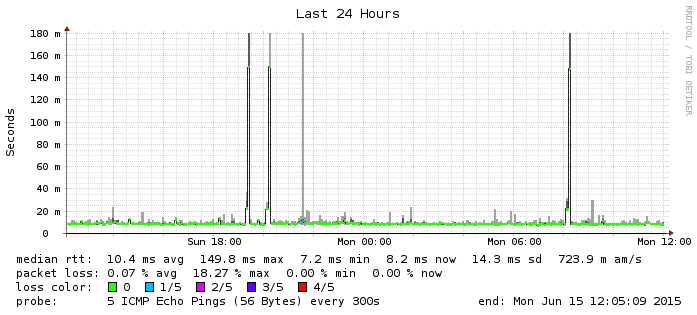 Last 24 Hours
RRDTOOL / TOBI OETIKER
Seconds
180 m
160 m
140 m
120 m
100 m
80 m
60 m
40 m
20 m
0
Sun 18:00 Mon 00:00 Mon 06:00 Mon 12:00
median rtt: 10.4 ms avg 149.8 ms max 7.2 ms min 8.2 ms now 14.3 ms sd 723.9 m am/s
packet loss: 0.07 % avg 18.27 % max 0.00 % min 0.00 % now
loss color: 0 1/5 2/5 3/5 4/5
probe: 5 ICMP Echo Pings (56 Bytes) every 300s end: Mon Jun 15 12:05:09 2015